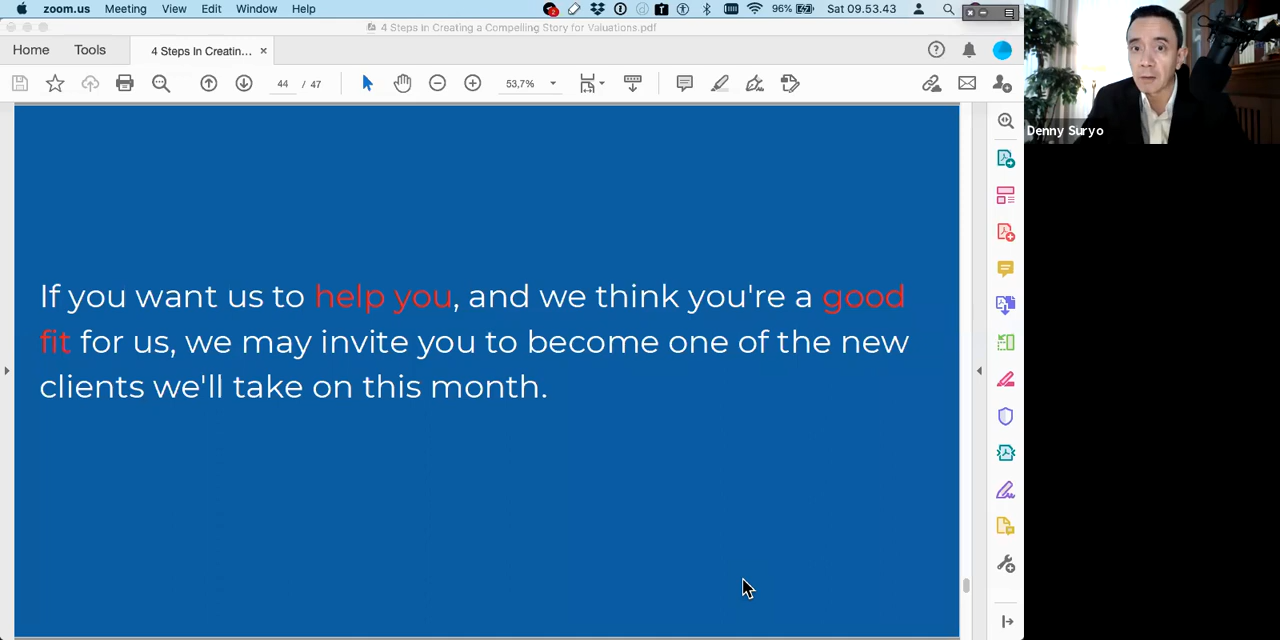 zoom.us Meeting View Edit Window Help 2 96% Sat 09.53.43
4 Steps In Creating a Compelling Story for Valuations.pdf
Home Tools 4 Steps In Creatin... ×
44 / 47 53,7%
If you want us to help you, and we think you're a good
fit for us, we may invite you to become one of the new
clients we'll take on this month.
Denny Suryo